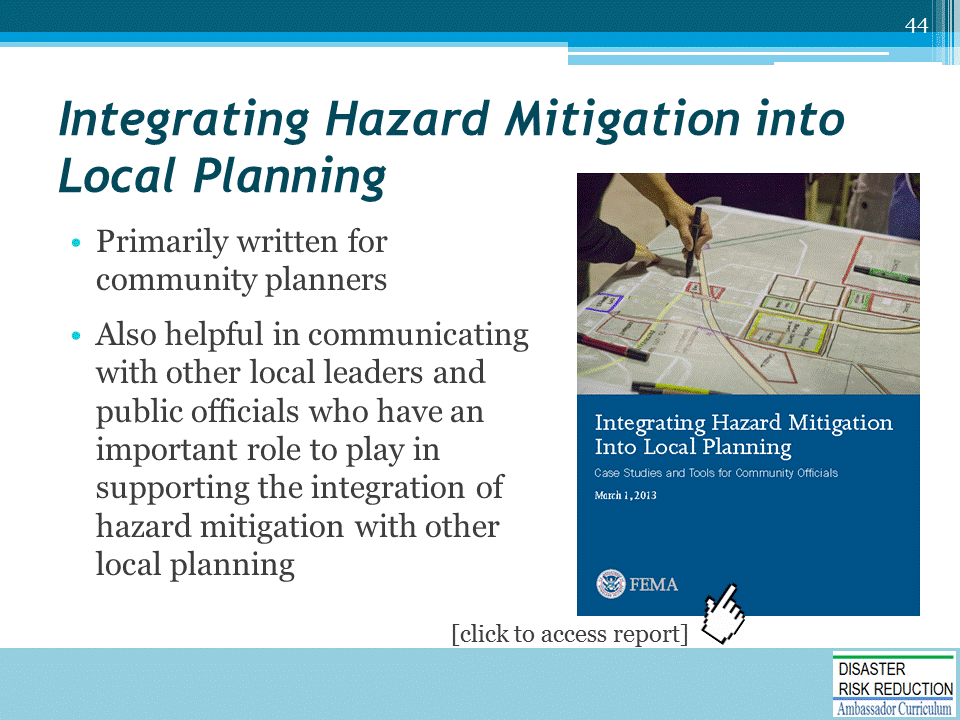 44
Integrating Hazard Mitigation into
Local Planning
• Primarily written for
community planners
• Also helpful in communicating
with other local leaders and
public officials who have an
important role to play in
supporting the integration of
hazard mitigation with other
local planning
Integrating Hazard Mitigation
Into Local Planning
Case Studies and Tools for Community Officials
March 1, 2013
FEMA
[click to access report]
DISASTER
RISK REDUCTION
Ambassador Curriculum